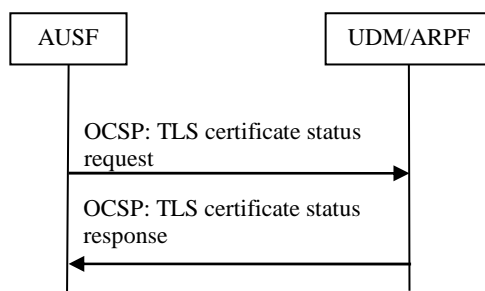 AUSF
UDM/ARPF
OCSP: TLS certificate status
request
OCSP: TLS certificate status
response